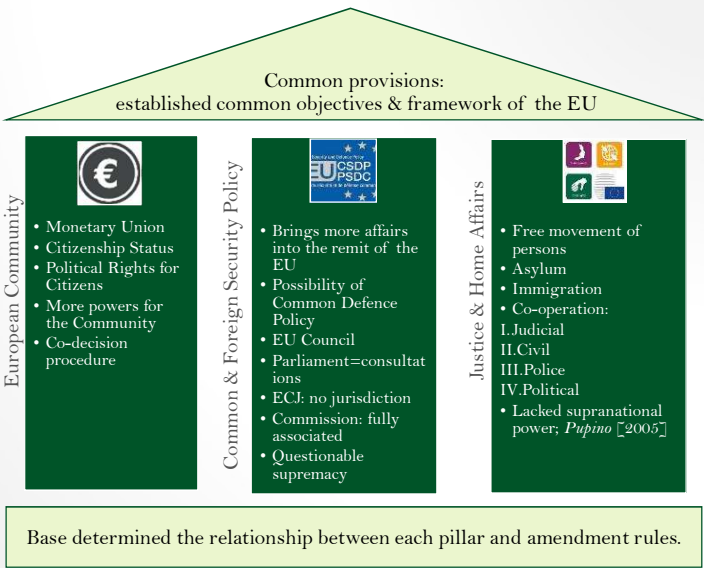 Common provisions:
established common objectives & framework of the EU
European Community
€
• Monetary Union
• Citizenship Status
• Political Rights for
Citizens
• More powers for
the Community
• Co-decision
procedure
Common & Foreign Security Policy
EU CSDP
PSDC
• Brings more affairs
into the remit of the
EU
• Possibility of
Common Defence
Policy
• EU Council
• Parliament=consultat
ions
• ECJ: no jurisdiction
• Commission: fully
associated
• Questionable
supremacy
Justice & Home Affairs
• Free movement of
persons
• Asylum
• Immigration
• Co-operation:
I.Judicial
II.Civil
III.Police
IV.Political
• Lacked supranational
power; Pupino [2005]
Base determined the relationship between each pillar and amendment rules.